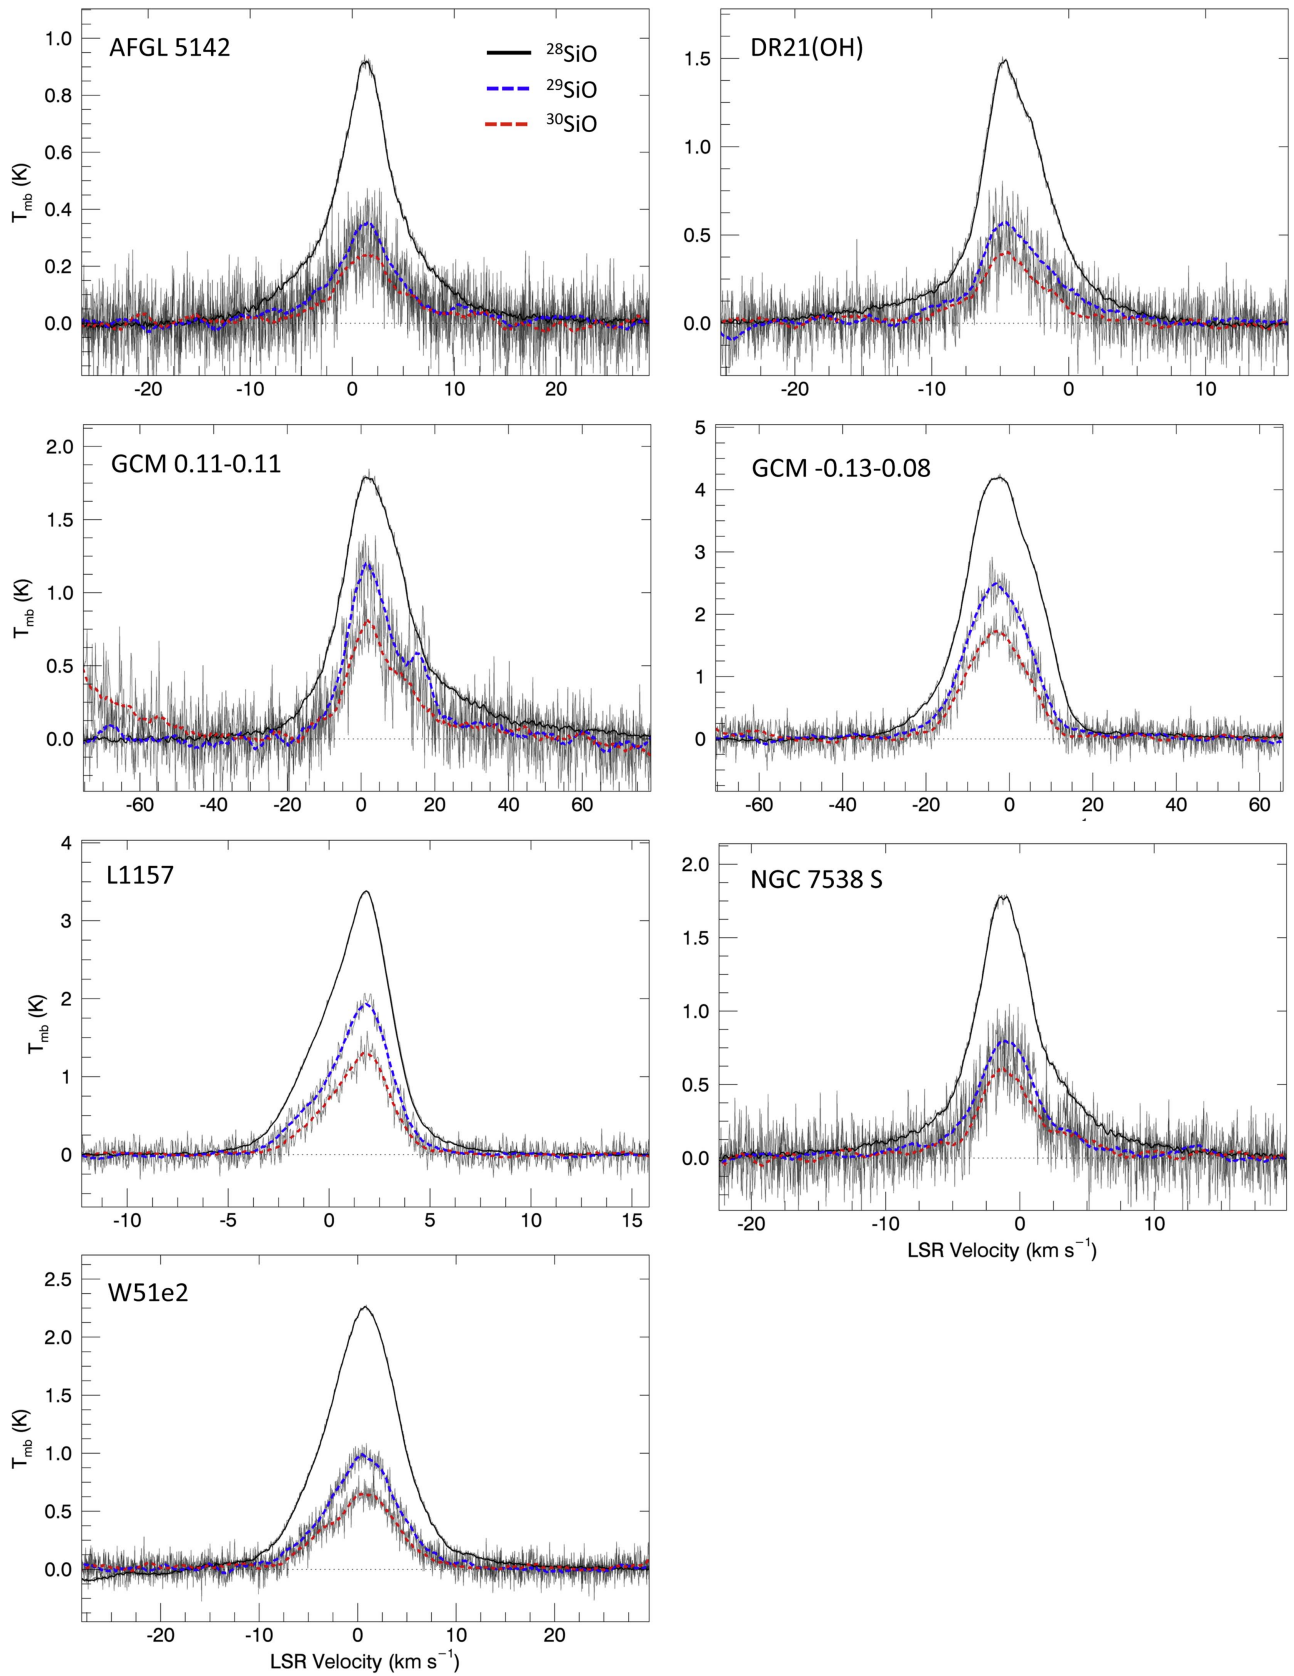 AFGL 5142
²⁸SiO
²⁹SiO
³⁰SiO
1.0
0.8
0.6
0.4
0.2
0.0
T_mb (K)
-20 -10 0 10 20
DR21(OH)
1.5
1.0
0.5
0.0
-20 -10 0 10
GCM 0.11-0.11
2.0
1.5
1.0
0.5
0.0
T_mb (K)
-60 -40 -20 0 20 40 60
GCM -0.13-0.08
5
4
3
2
1
0
-60 -40 -20 0 20 40 60
L1157
4
3
2
1
0
T_mb (K)
-10 -5 0 5 10 15
NGC 7538 S
2.0
1.5
1.0
0.5
0.0
-20 -10 0 10
LSR Velocity (km s⁻¹)
W51e2
2.5
2.0
1.5
1.0
0.5
0.0
T_mb (K)
-20 -10 0 10 20
LSR Velocity (km s⁻¹)